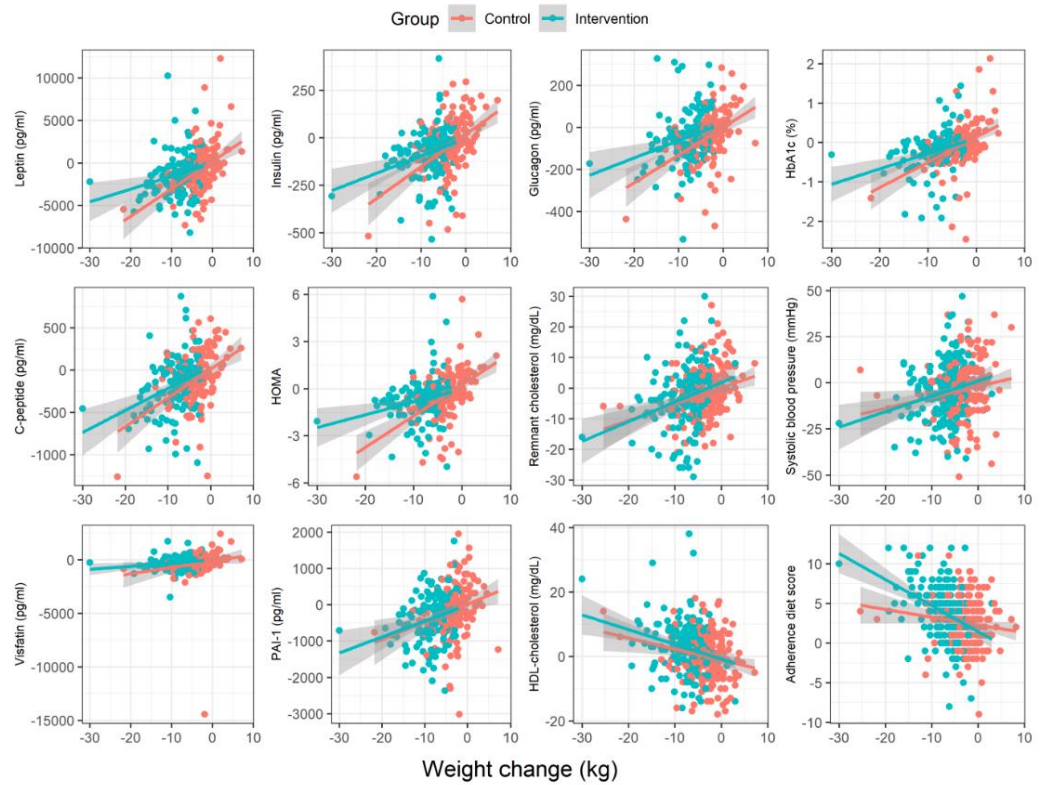 Group Control Intervention
Leptin (pg/ml)
10000
5000
0
-5000
-10000
-30 -20 -10 0 10
Insulin (pg/ml)
250
0
-250
-500
-30 -20 -10 0 10
Glucagon (pg/ml)
200
0
-200
-400
-30 -20 -10 0 10
HbA1c (%)
2
1
0
-1
-2
-30 -20 -10 0 10
C-peptide (pg/ml)
500
0
-500
-1000
-30 -20 -10 0 10
HOMA
6
3
0
-3
-6
-30 -20 -10 0 10
Remnant cholesterol (mg/dL)
30
20
10
0
-10
-20
-30
-30 -20 -10 0 10
Systolic blood pressure (mmHg)
50
25
0
-25
-50
-30 -20 -10 0 10
Visfatin (pg/ml)
0
-5000
-10000
-15000
-30 -20 -10 0 10
PAI-1 (pg/ml)
2000
1000
0
-1000
-2000
-3000
-30 -20 -10 0 10
HDL-cholesterol (mg/dL)
40
20
0
-20
-30 -20 -10 0 10
Adherence diet score
10
5
0
-5
-10
-30 -20 -10 0 10
Weight change (kg)